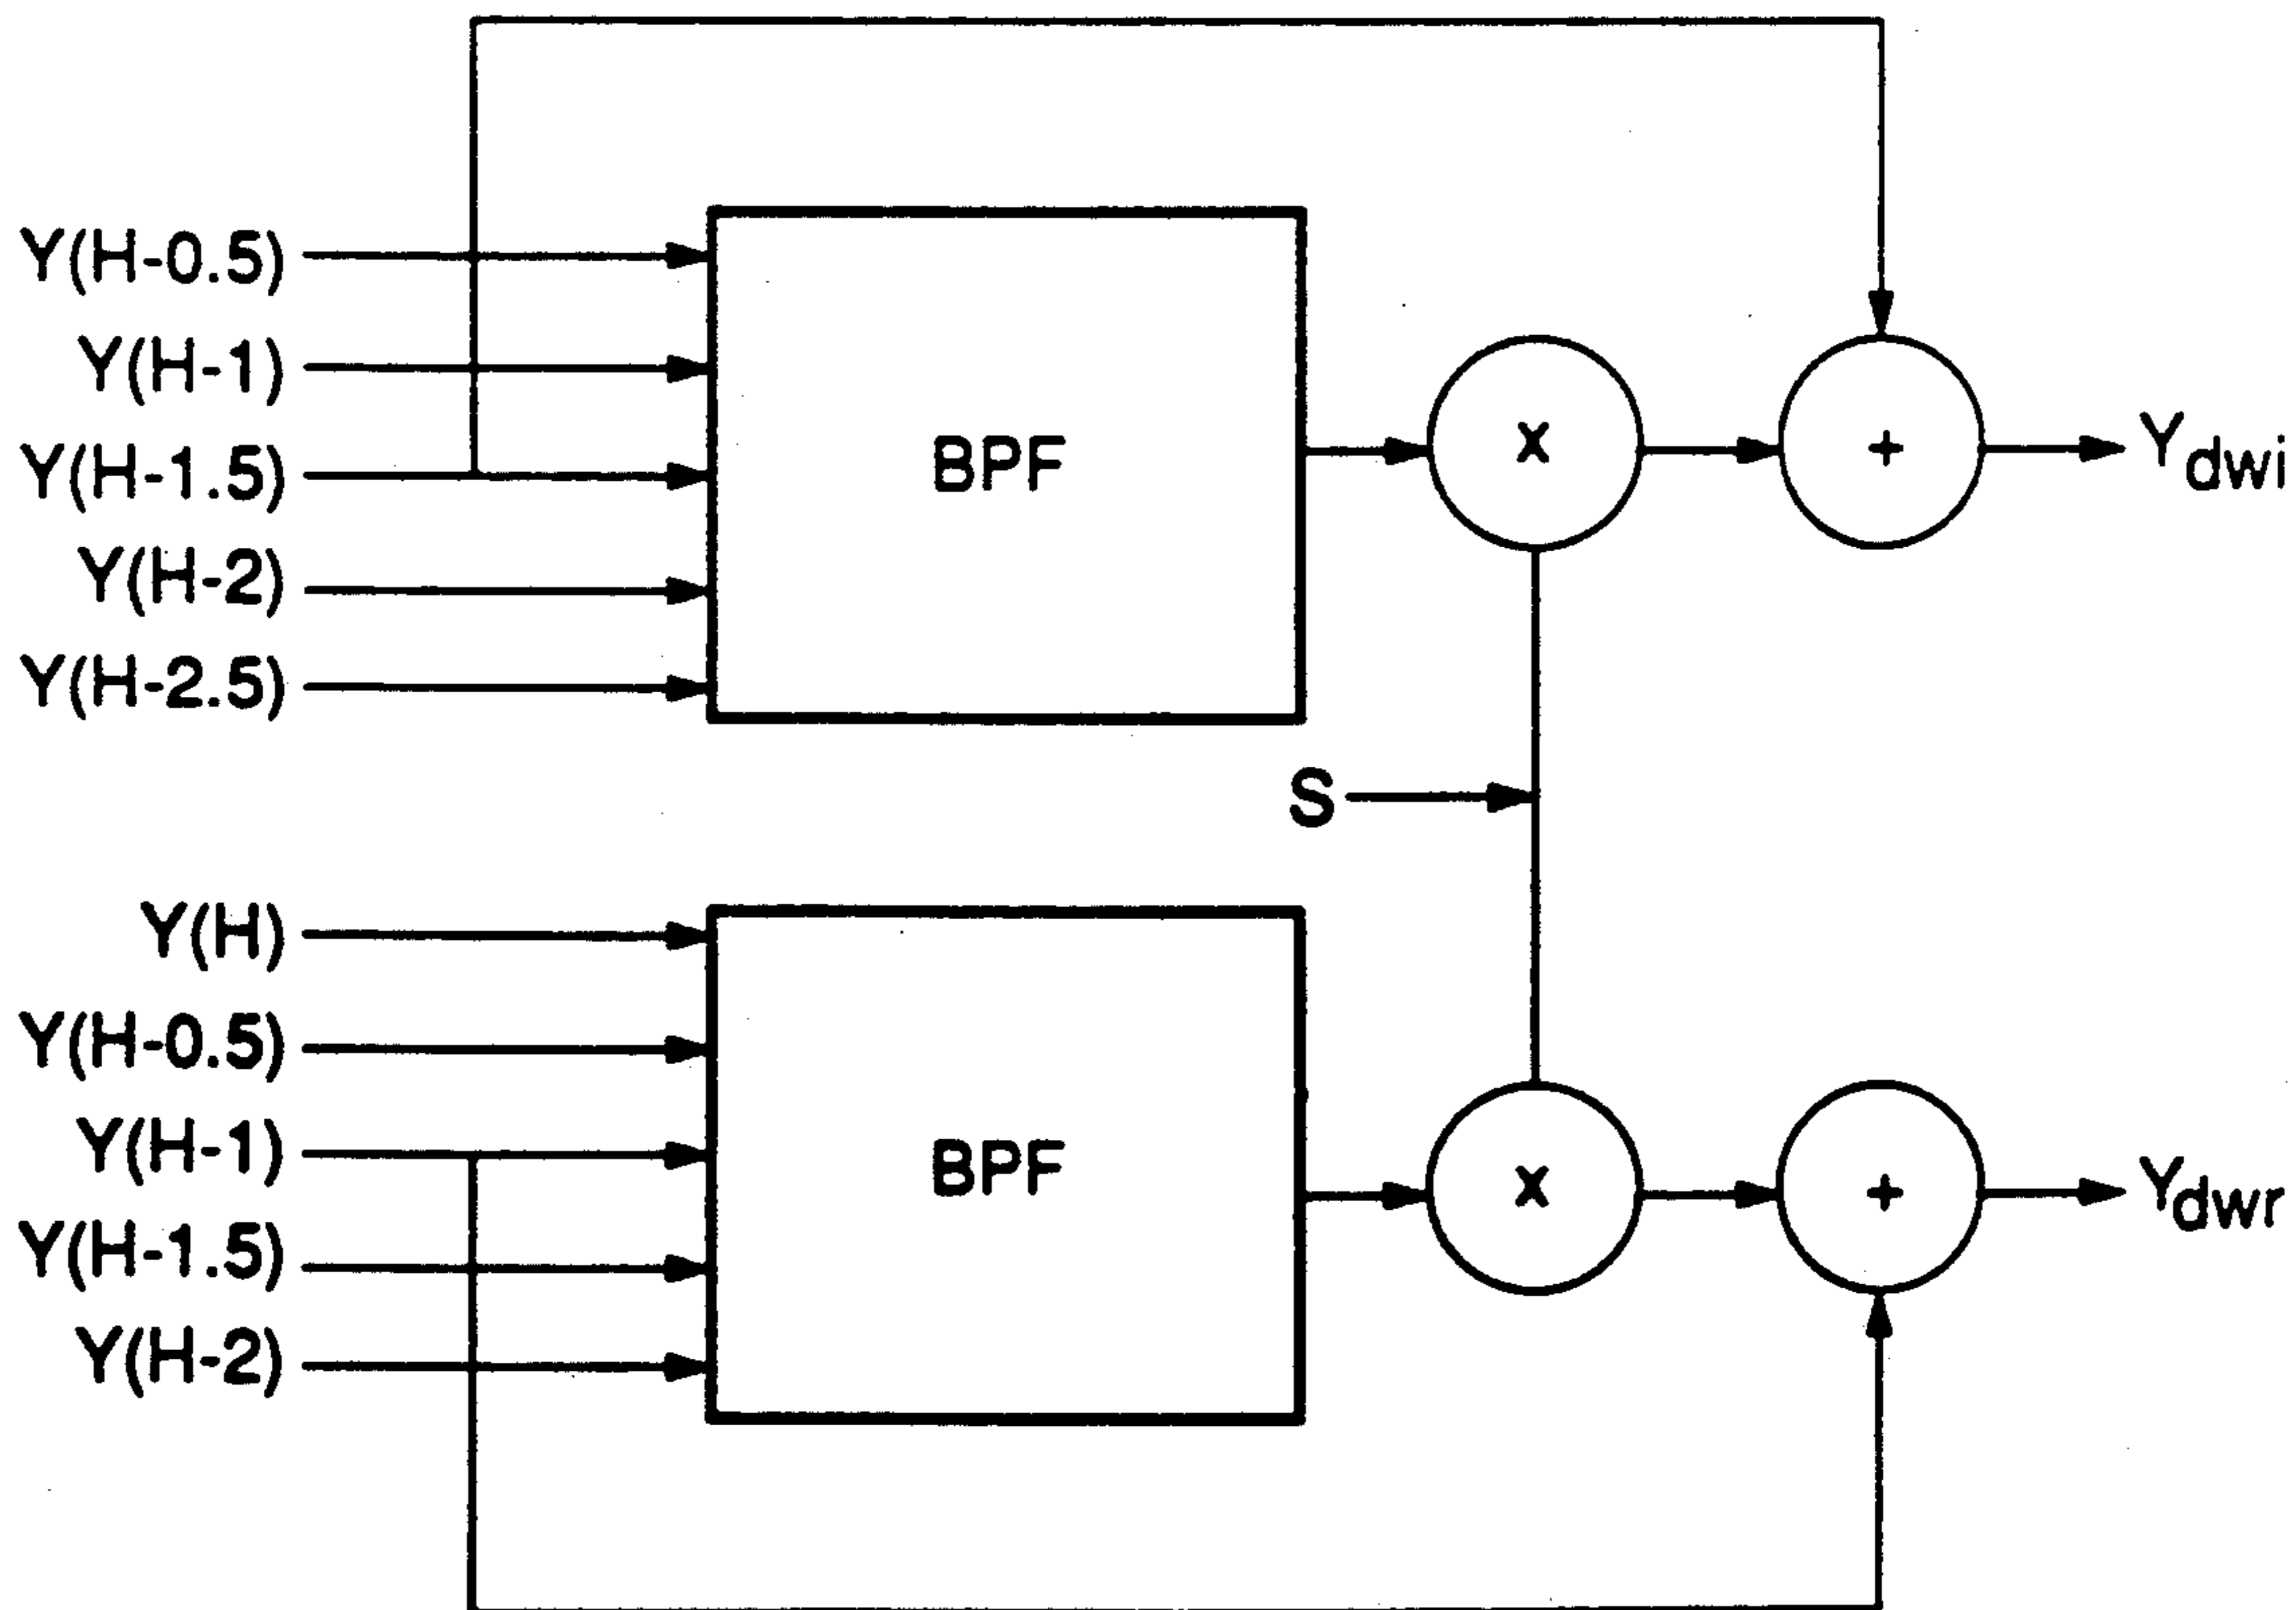 Y(H-0.5)
Y(H-1)
Y(H-1.5)
Y(H-2)
Y(H-2.5)
BPF
x
+
Ydwi
S
Y(H)
Y(H-0.5)
Y(H-1)
Y(H-1.5)
Y(H-2)
BPF
x
+
Ydwr